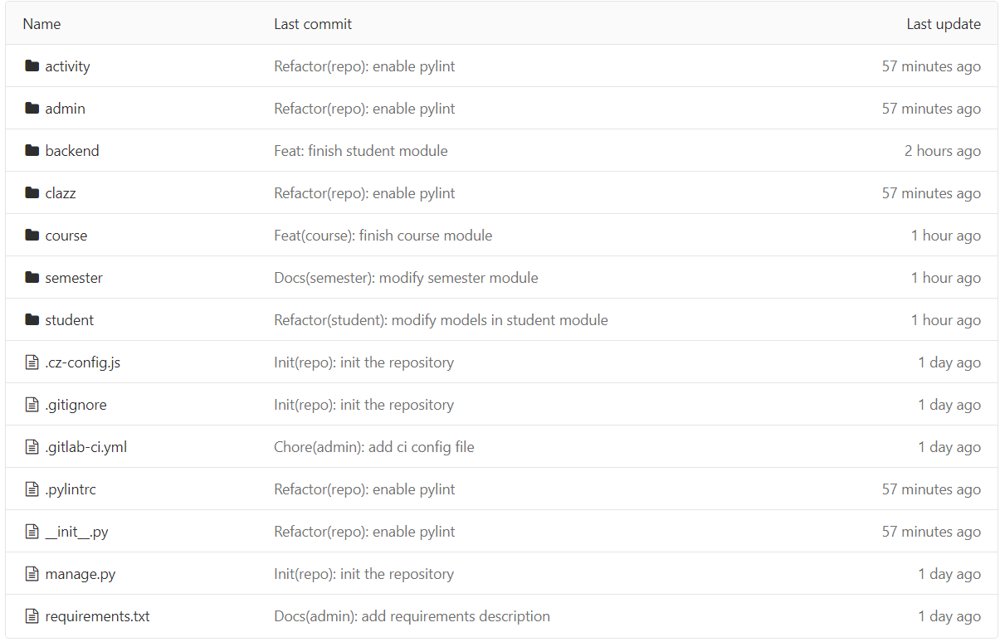 Name Last commit Last update
activity Refactor(repo): enable pylint 57 minutes ago
admin Refactor(repo): enable pylint 57 minutes ago
backend Feat: finish student module 2 hours ago
clazz Refactor(repo): enable pylint 57 minutes ago
course Feat(course): finish course module 1 hour ago
semester Docs(semester): modify semester module 1 hour ago
student Refactor(student): modify models in student module 1 hour ago
.cz-config.js Init(repo): init the repository 1 day ago
.gitignore Init(repo): init the repository 1 day ago
.gitlab-ci.yml Chore(admin): add ci config file 1 day ago
.pylintrc Refactor(repo): enable pylint 57 minutes ago
__init__.py Refactor(repo): enable pylint 57 minutes ago
manage.py Init(repo): init the repository 1 day ago
requirements.txt Docs(admin): add requirements description 1 day ago